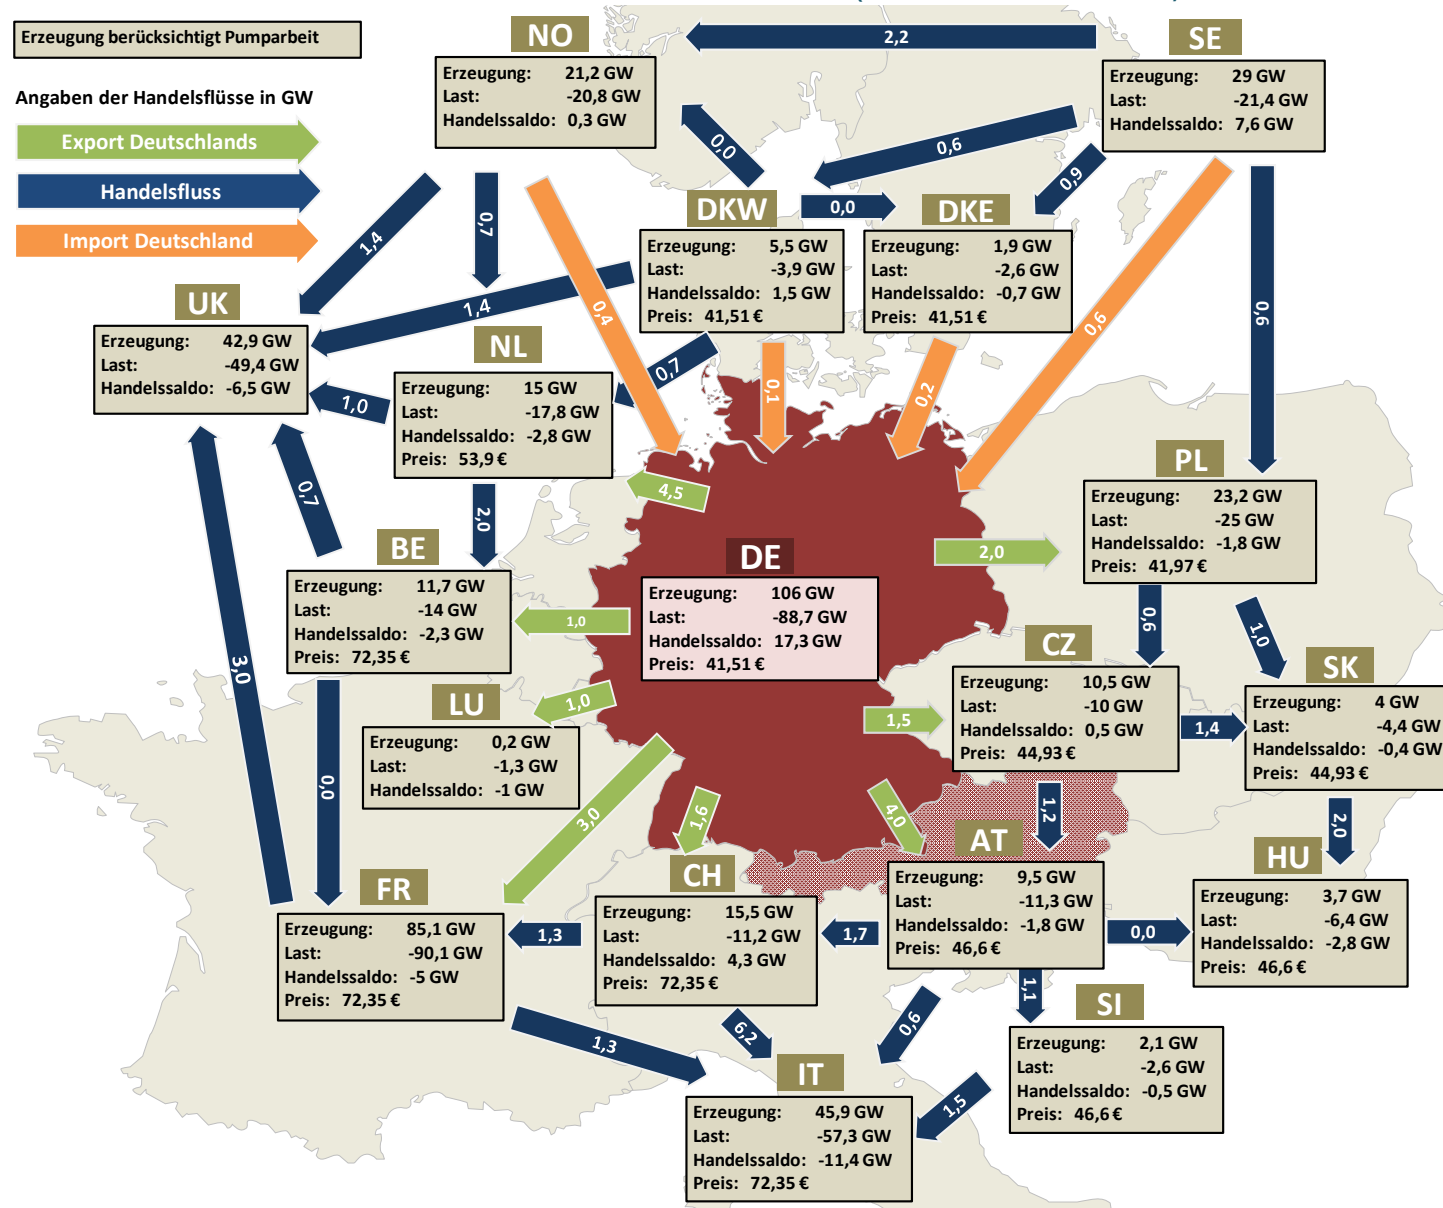 Erzeugung berücksichtigt Pumparbeit
Angaben der Handelsflüsse in GW
Export Deutschlands
Handelsfluss
Import Deutschland
NO
Erzeugung: 21,2 GW
Last: -20,8 GW
Handelssaldo: 0,3 GW
2,2
SE
Erzeugung: 29 GW
Last: -21,4 GW
Handelssaldo: 7,6 GW
0,0
0,6
0,9
1,4
0,7
0,4
1,4
0,6
0,6
DKW
Erzeugung: 5,5 GW
Last: -3,9 GW
Handelssaldo: 1,5 GW
Preis: 41,51 €
0,0
DKE
Erzeugung: 1,9 GW
Last: -2,6 GW
Handelssaldo: -0,7 GW
Preis: 41,51 €
UK
Erzeugung: 42,9 GW
Last: -49,4 GW
Handelssaldo: -6,5 GW
1,0
NL
Erzeugung: 15 GW
Last: -17,8 GW
Handelssaldo: -2,8 GW
Preis: 53,9 €
0,7
0,1
0,2
4,5
0,7
2,0
PL
Erzeugung: 23,2 GW
Last: -25 GW
Handelssaldo: -1,8 GW
Preis: 41,97 €
2,0
BE
Erzeugung: 11,7 GW
Last: -14 GW
Handelssaldo: -2,3 GW
Preis: 72,35 €
1,0
DE
Erzeugung: 106 GW
Last: -88,7 GW
Handelssaldo: 17,3 GW
Preis: 41,51 €
0,6
1,0
3,0
CZ
Erzeugung: 10,5 GW
Last: -10 GW
Handelssaldo: 0,5 GW
Preis: 44,93 €
1,5
1,4
SK
Erzeugung: 4 GW
Last: -4,4 GW
Handelssaldo: -0,4 GW
Preis: 44,93 €
LU
Erzeugung: 0,2 GW
Last: -1,3 GW
Handelssaldo: -1 GW
1,0
0,0
3,0
1,6
4,0
1,2
2,0
AT
Erzeugung: 9,5 GW
Last: -11,3 GW
Handelssaldo: -1,8 GW
Preis: 46,6 €
0,0
HU
Erzeugung: 3,7 GW
Last: -6,4 GW
Handelssaldo: -2,8 GW
Preis: 46,6 €
FR
Erzeugung: 85,1 GW
Last: -90,1 GW
Handelssaldo: -5 GW
Preis: 72,35 €
1,3
CH
Erzeugung: 15,5 GW
Last: -11,2 GW
Handelssaldo: 4,3 GW
Preis: 72,35 €
1,7
1,3
6,2
0,6
1,1
SI
Erzeugung: 2,1 GW
Last: -2,6 GW
Handelssaldo: -0,5 GW
Preis: 46,6 €
1,5
IT
Erzeugung: 45,9 GW
Last: -57,3 GW
Handelssaldo: -11,4 GW
Preis: 72,35 €